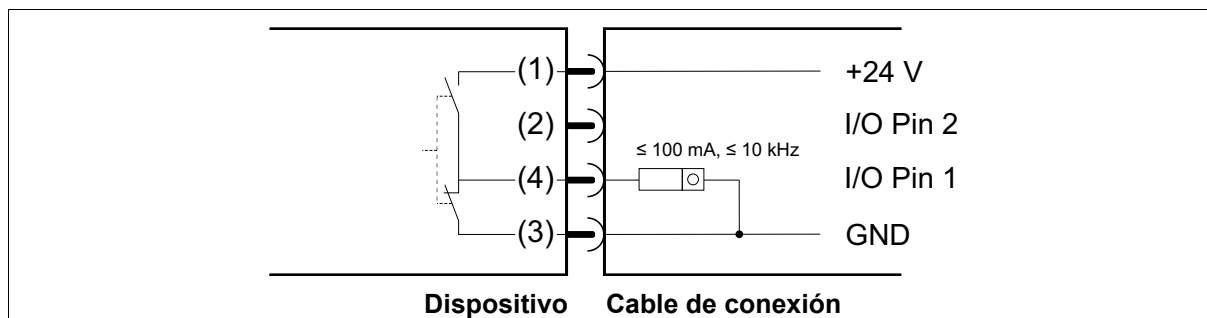 (1) +24 V
(2) I/O Pin 2
≤ 100 mA, ≤ 10 kHz
(4) I/O Pin 1
(3) GND
Dispositivo Cable de conexión